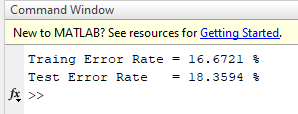 Command Window
New to MATLAB? See resources for Getting Started.
Traing Error Rate = 16.6721 %
Test Error Rate = 18.3594 %
fx >>